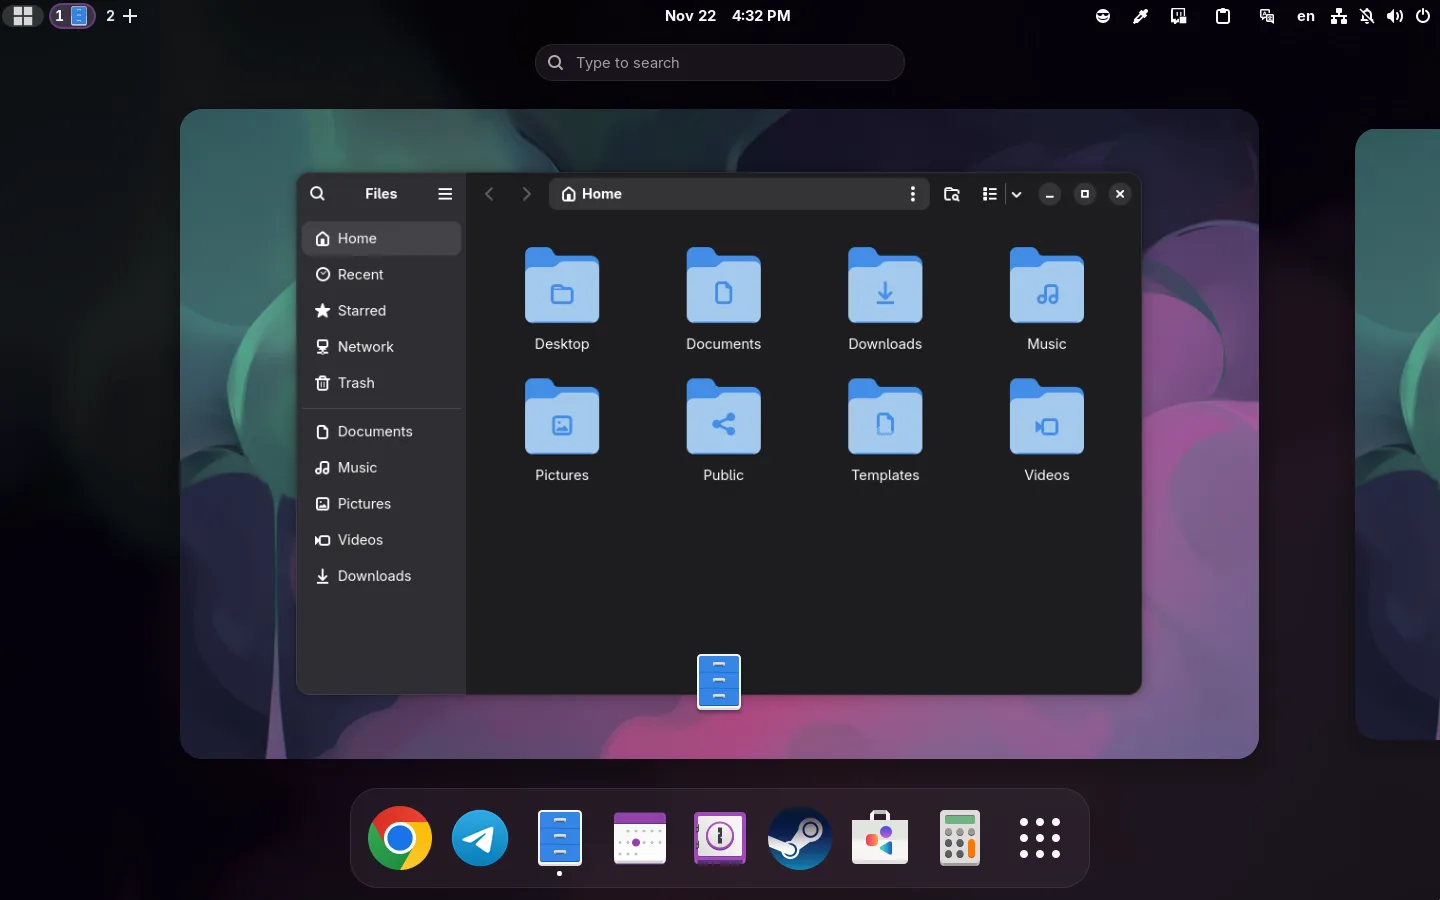 1
2
Nov 22 4:32 PM
en
Type to search
Files
Home
Home
Recent
Starred
Network
Trash
Documents
Music
Pictures
Videos
Downloads
Desktop
Documents
Downloads
Music
Pictures
Public
Templates
Videos